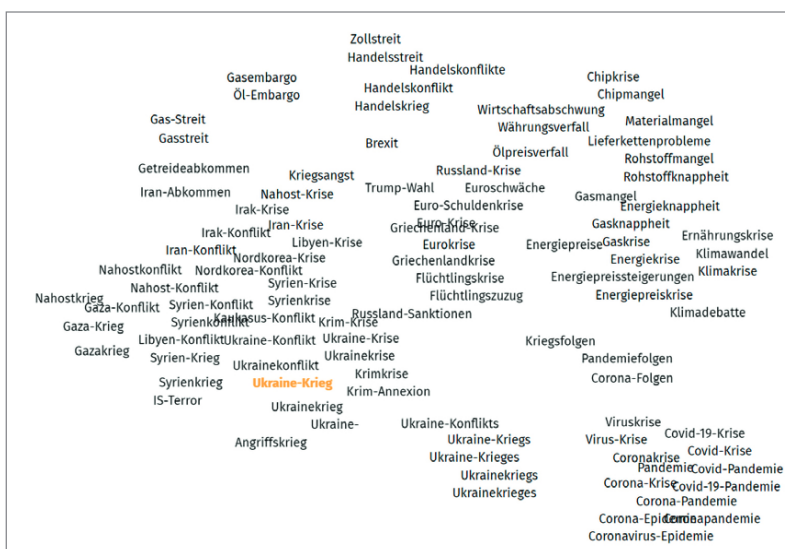 Zollstreit
Handelsstreit
Handelskonflikte
Gasembargo
Chipkrise
Handelskonflikt
Öl-Embargo
Chipmangel
Handelskrieg
Wirtschaftsabschwung
Gas-Streit
Materialmangel
Währungsverfall
Gasstreit
Brexit
Lieferkettenprobleme
Ölpreisverfall
Rohstoffmangel
Getreideabkommen
Russland-Krise
Kriegsangst
Rohstoffknappheit
Iran-Abkommen
Nahost-Krise
Trump-Wahl
Euroschwäche
Gasmangel
Irak-Krise
Euro-Schuldenkrise
Energieknappheit
Iran-Krise
Euro-Krise
Griechenland-Krise
Gasknappheit
Irak-Konflikt
Ernährungskrise
Libyen-Krise
Eurokrise
Energiepreise
Gaskrise
Iran-Konflikt
Klimawandel
Nordkorea-Krise
Griechenlandkrise
Energiekrise
Nahostkonflikt
Nordkorea-Konflikt
Klimakrise
Flüchtlingskrise
Energiepreissteigerungen
Nahost-Konflikt
Syrien-Krise
Nahostkrieg
Flüchtlingszuzug
Energiepreiskrise
Gaza-Konflikt
Syrien-Konflikt
Syrienkrise
Russland-Sanktionen
Klimadebatte
Gaza-Krieg
Syrienkonflikt
Kaukasus-Konflikt
Krim-Krise
Libyen-Konflikt
Ukraine-Konflikt
Ukraine-Krise
Kriegsfolgen
Gazakrieg
Syrien-Krieg
Ukrainekrise
Pandemiefolgen
Ukrainekonflikt
Krimkrise
Corona-Folgen
Syrienkrieg
Ukraine-Krieg
Krim-Annexion
IS-Terror
Ukrainekrieg
Ukraine-
Ukraine-Konflikts
Viruskrise
Angriffskrieg
Ukraine-Kriegs
Virus-Krise
Covid-19-Krise
Ukraine-Krieges
Coronakrise
Covid-Krise
Pandemie
Covid-Pandemie
Ukrainekriegs
Corona-Krise
Covid-19-Pandemie
Ukrainekrieges
Corona-Pandemie
Corona-Epidemie
Coronapandemie
Coronavirus-Epidemie